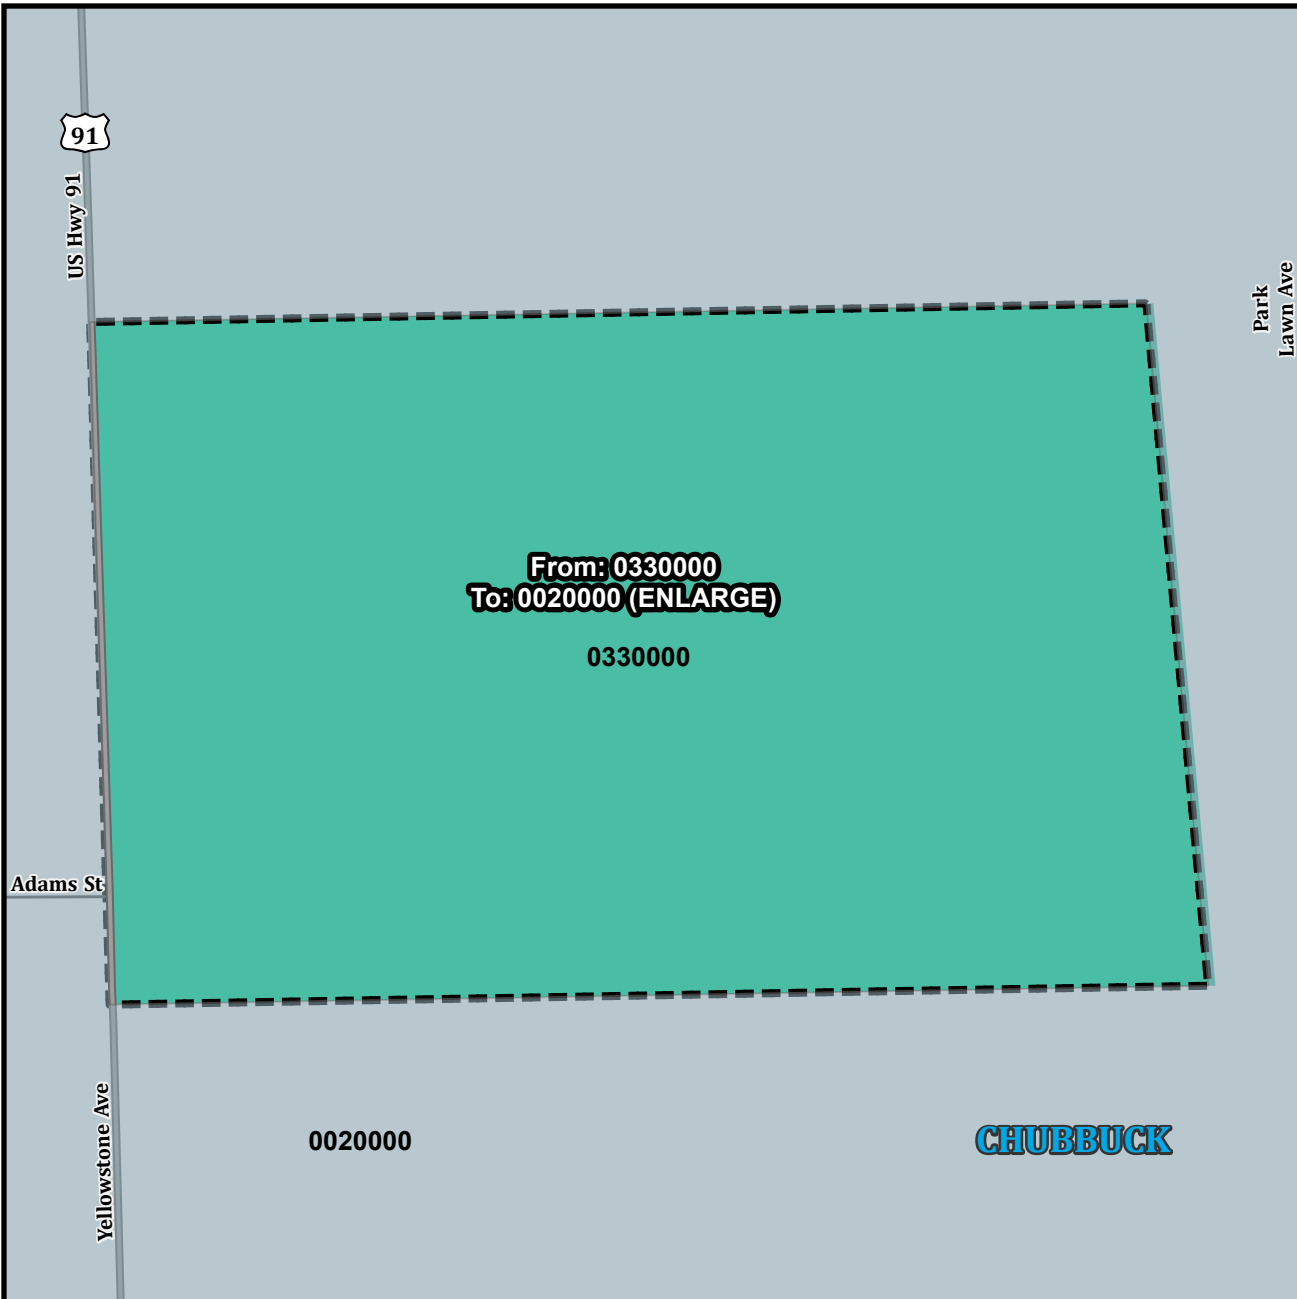 91
US Hwy 91
Park
Lawn Ave
From: 0330000
To: 0020000 (ENLARGE)
0330000
Adams St
Yellowstone Ave
0020000
CHUBBUCK